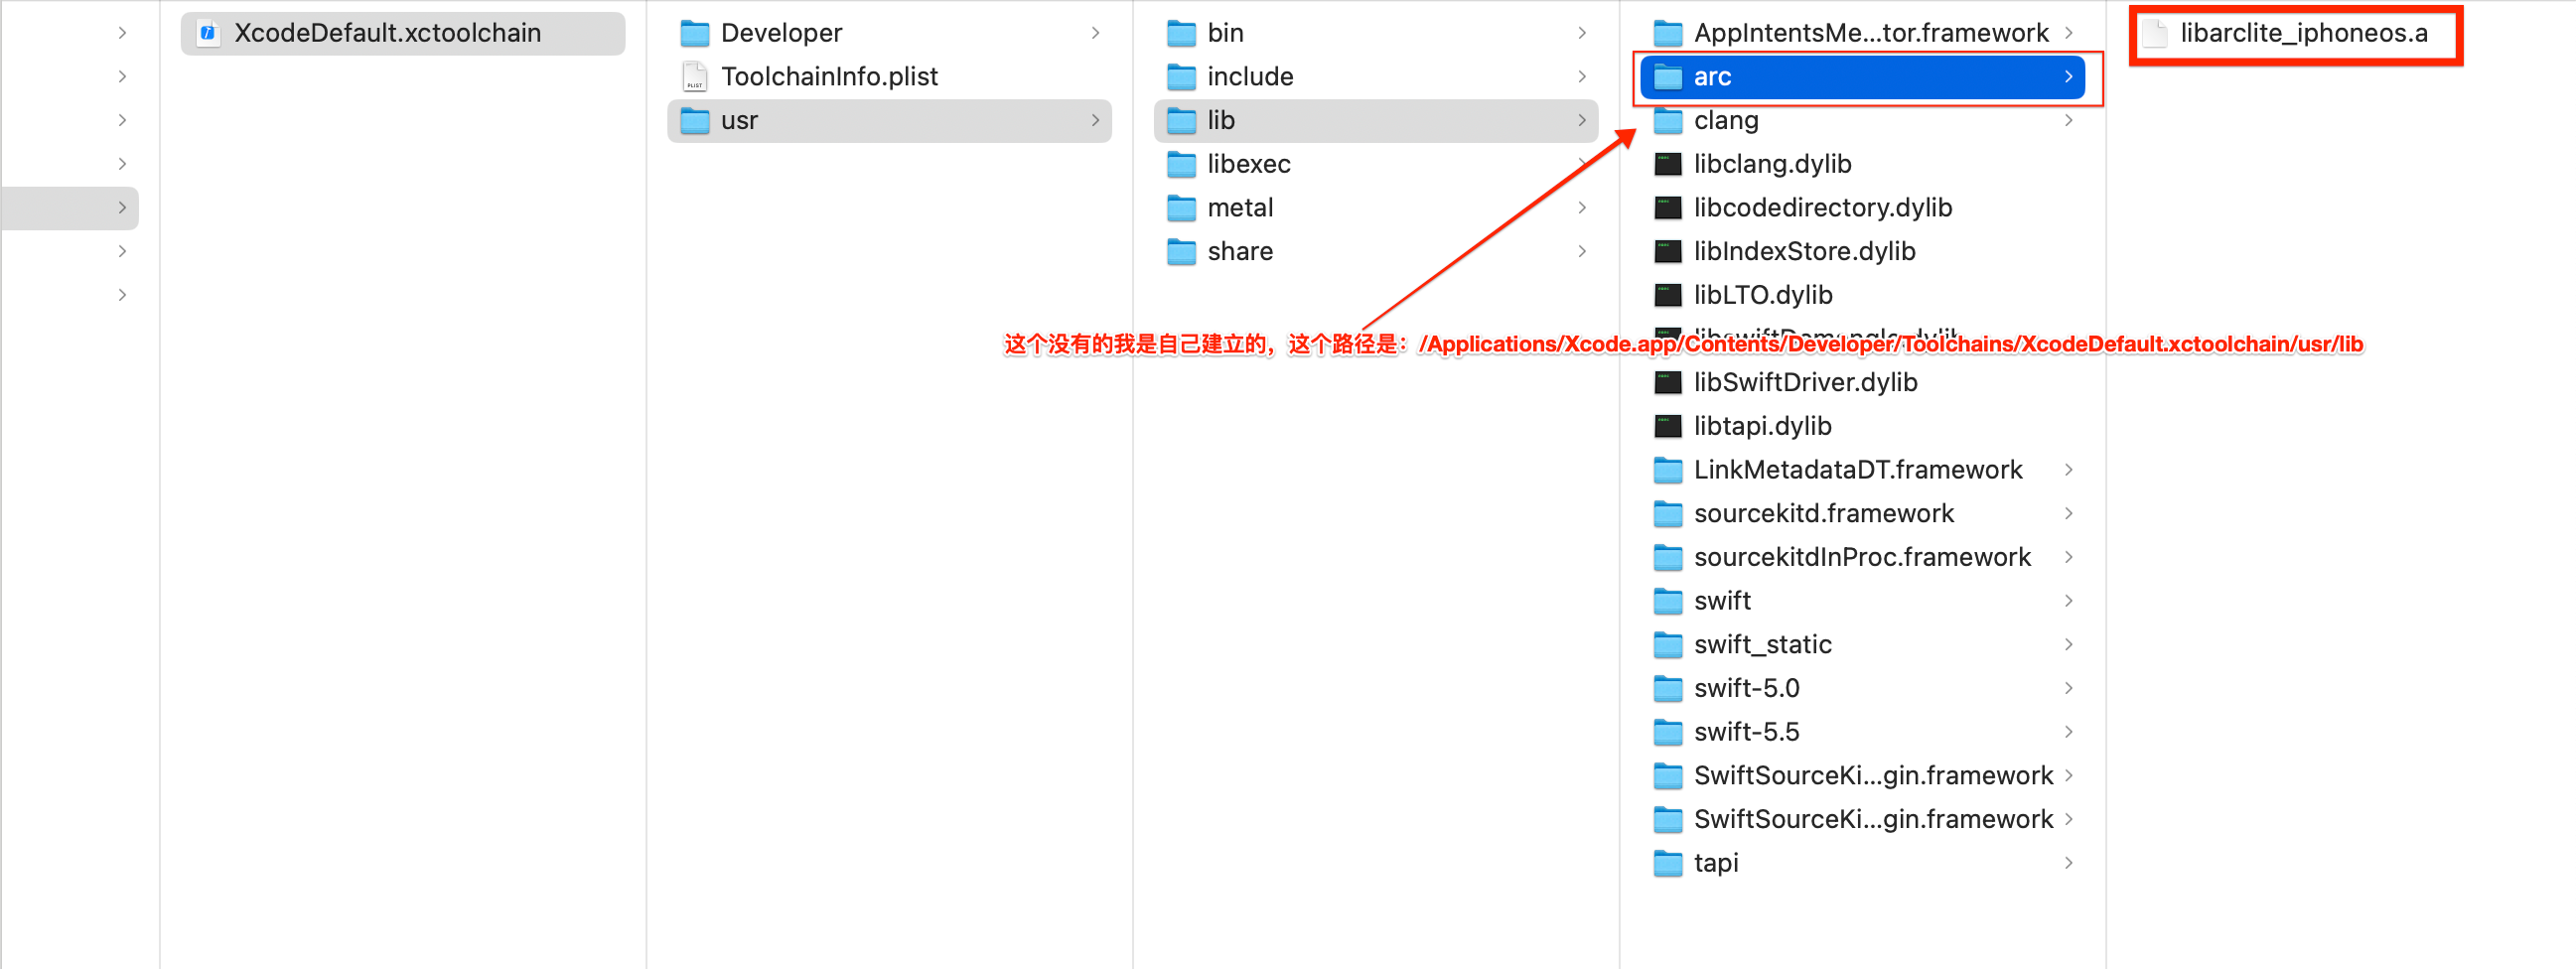 XcodeDefault.xctoolchain
Developer
ToolchainInfo.plist
usr
bin
include
lib
libexec
metal
share
AppIntentsMe...tor.framework
arc
clang
libclang.dylib
libcodedirectory.dylib
libIndexStore.dylib
libLTO.dylib
这个没有的我是自己建立的，这个路径是：/Applications/Xcode.app/Contents/Developer/Toolchains/XcodeDefault.xctoolchain/usr/lib
libSwiftDriver.dylib
libtapi.dylib
LinkMetadataDT.framework
sourcekitd.framework
sourcekitdInProc.framework
swift
swift_static
swift-5.0
swift-5.5
SwiftSourceKi...gin.framework
SwiftSourceKi...gin.framework
tapi
libarclite_iphoneos.a